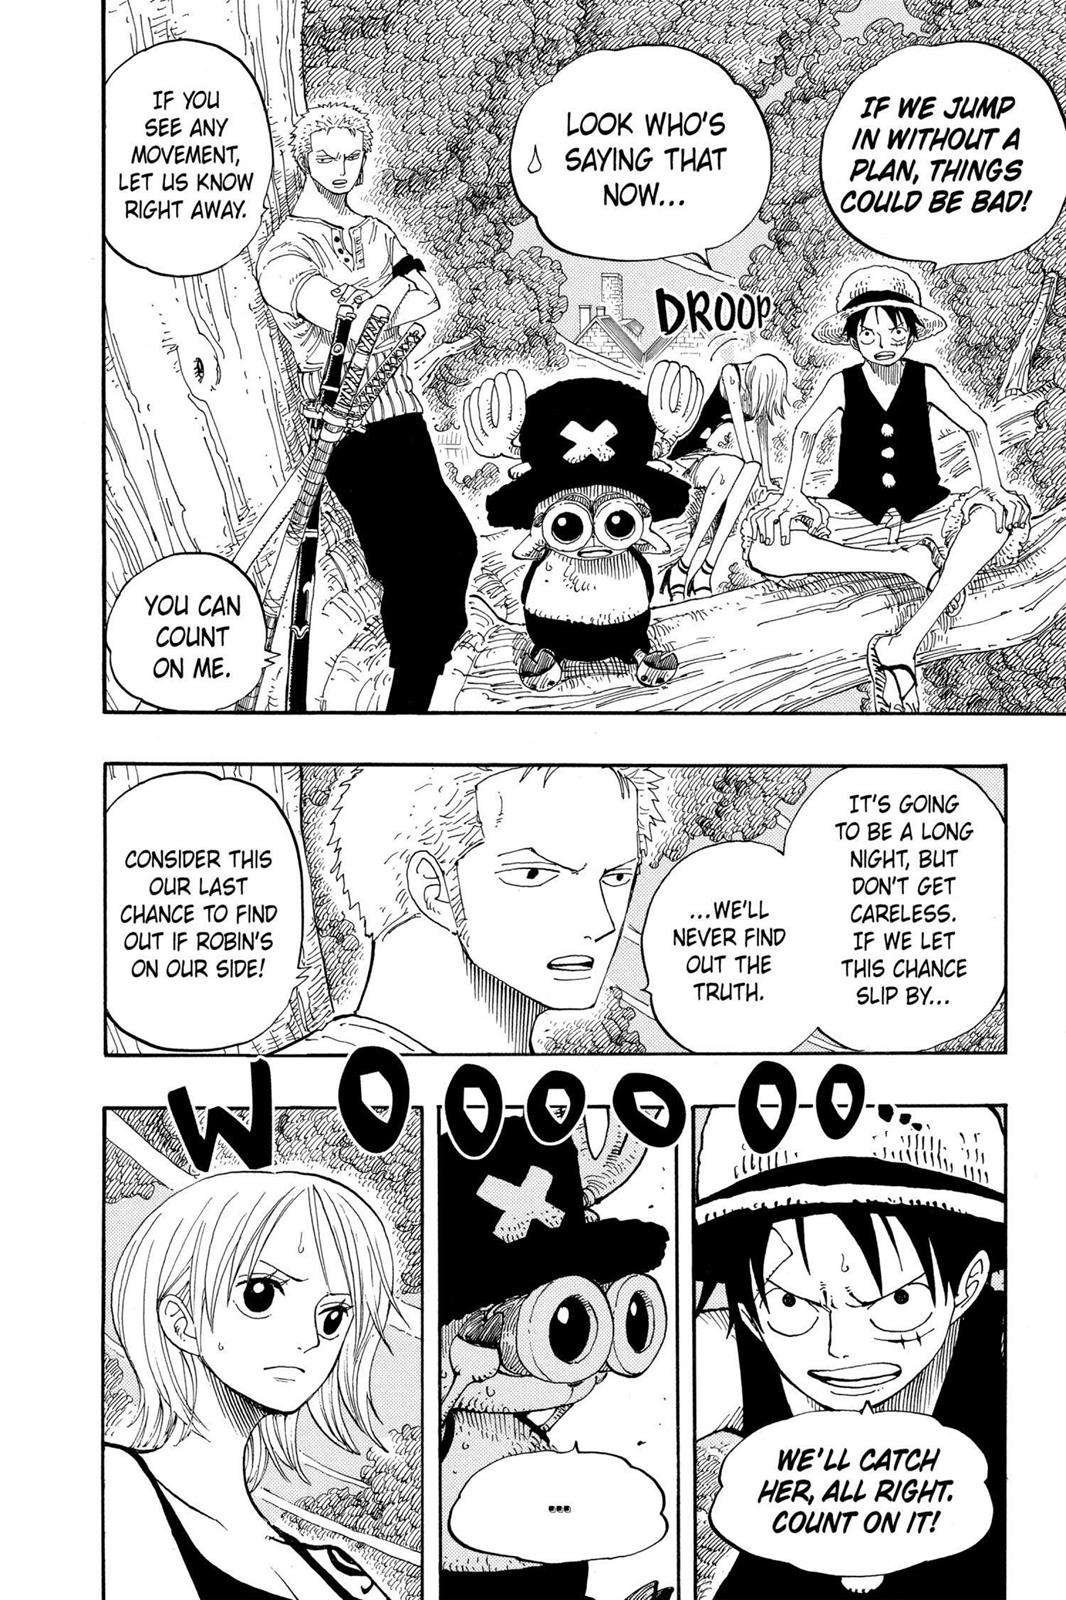 IF WE JUMP
IN WITHOUT A
PLAN, THINGS
COULD BE BAD!
LOOK WHO'S
SAYING THAT
NOW...
DROOP
IF YOU
SEE ANY
MOVEMENT,
LET US KNOW
RIGHT AWAY.
YOU CAN
COUNT
ON ME.
IT'S GOING
TO BE A LONG
NIGHT, BUT
DON'T GET
CARELESS.
IF WE LET
THIS CHANCE
SLIP BY...
...WE'LL
NEVER FIND
OUT THE
TRUTH.
CONSIDER THIS
OUR LAST
CHANCE TO FIND
OUT IF ROBIN'S
ON OUR SIDE!
WOOOOOOO...
WE'LL CATCH
HER, ALL RIGHT.
COUNT ON IT!
...